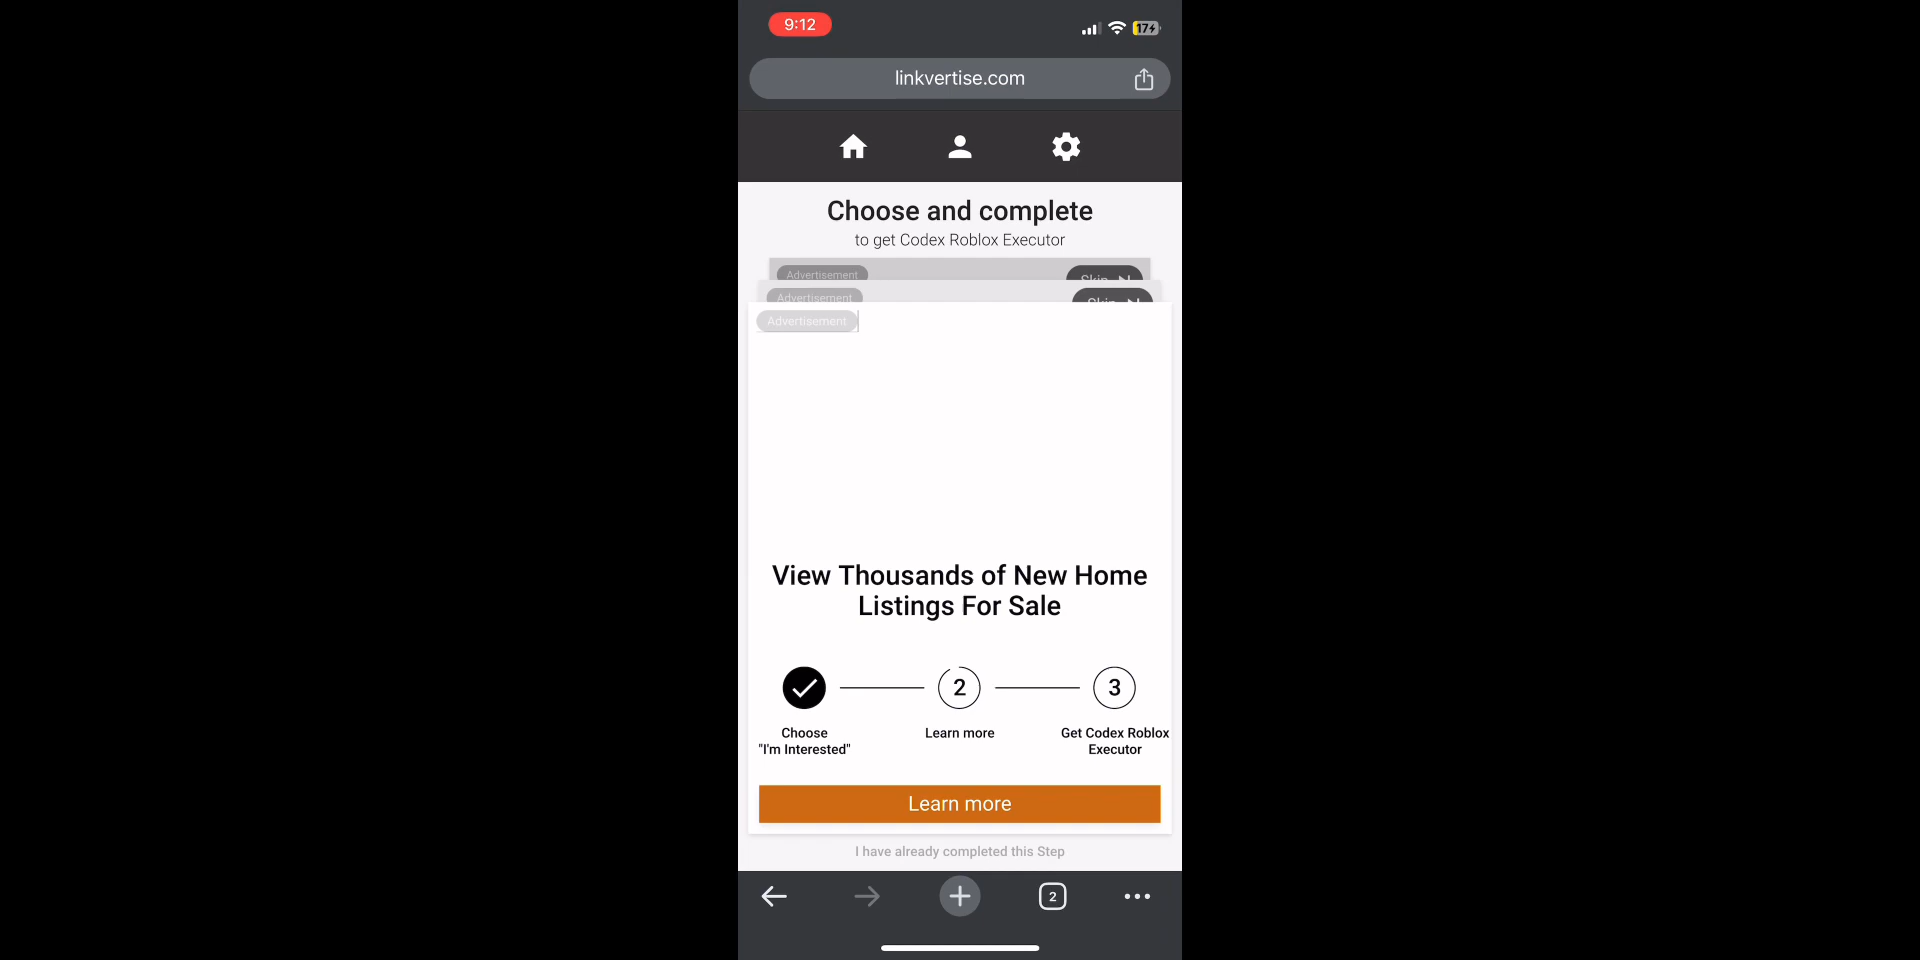 9:12
17
linkvertise.com
Choose and complete
to get Codex Roblox Executor
Advertisement
Skip
Advertisement
Skip
Advertisement
View Thousands of New Home
Listings For Sale
2
3
Choose
"I'm Interested"
Learn more
Get Codex Roblox
Executor
Learn more
I have already completed this Step
2